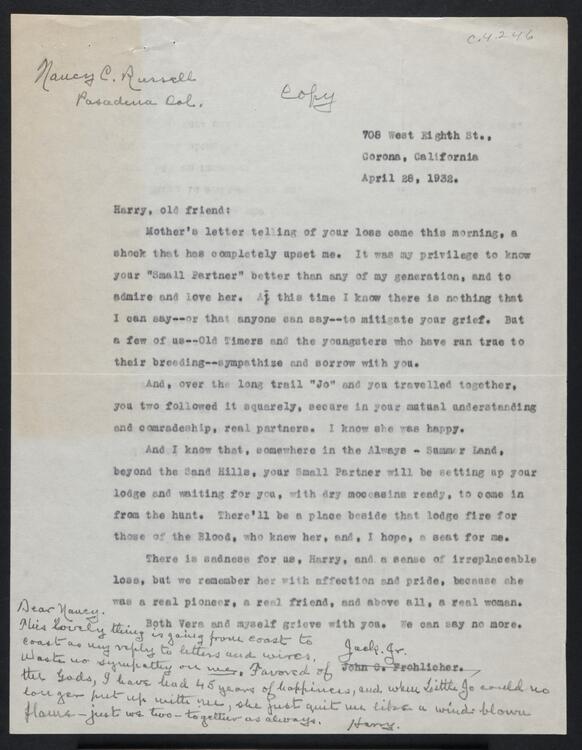 C.4.246
Nancy C. Russell
Pasadena Cal.
Copy
708 West Eighth St.,
Corona, California
April 28, 1932.
Harry, old friend:
Mother's letter telling of your loss came this morning, a
shock that has completely upset me. It was my privilege to know
your "Small Partner" better than any of my generation, and to
admire and love her. At this time I know there is nothing that
I can say--or that anyone can say--to mitigate your grief. But
a few of us--Old Timers and the youngsters who have run true to
their breeding--sympathize and sorrow with you.
And, over the long trail "Jo" and you travelled together,
you two followed it squarely, secure in your mutual understanding
and comradeship, real partners. I know she was happy.
And I know that, somewhere in the Always - Summer Land,
beyond the Sand Hills, your Small Partner will be setting up your
lodge and waiting for you, with dry moccasins ready, to come in
from the hunt. There'll be a place beside that lodge fire for
those of the Blood, who knew her, and, I hope, a seat for me.
There is sadness for us, Harry, and a sense of irreplaceable
loss, but we remember her with affection and pride, because she
was a real pioneer, a real friend, and above all, a real woman.
Both Vera and myself grieve with you. We can say no more.
Jack. Jr.
John S. Frohlicher.
Dear Nancy.
This lovely thing is going from coast to
coast as my reply to letters and wires.
Waste no sympathy on me. Favored of
the Gods, I have had 45 years of happiness, and when Little Jo could no
longer put up with me, she just quit me like a wind blown
flame - just we two - together as always.
Harry.